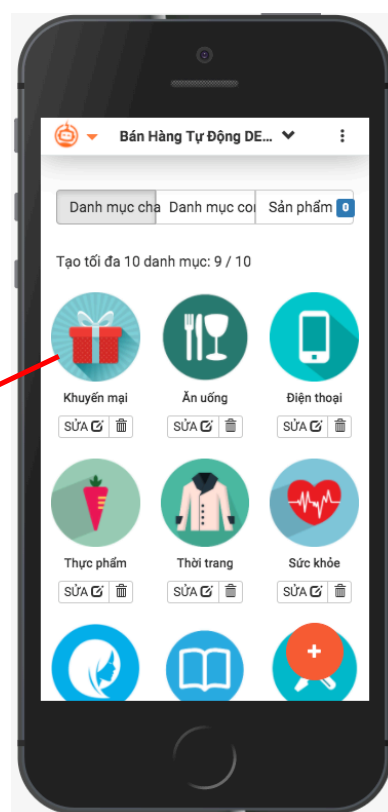 Bán Hàng Tự Động DE...
Danh mục cha Danh mục con Sản phẩm 0
Tạo tối đa 10 danh mục: 9 / 10
Khuyến mại Ăn uống Điện thoại
SỬA SỬA SỬA
Thực phẩm Thời trang Sức khỏe
SỬA SỬA SỬA